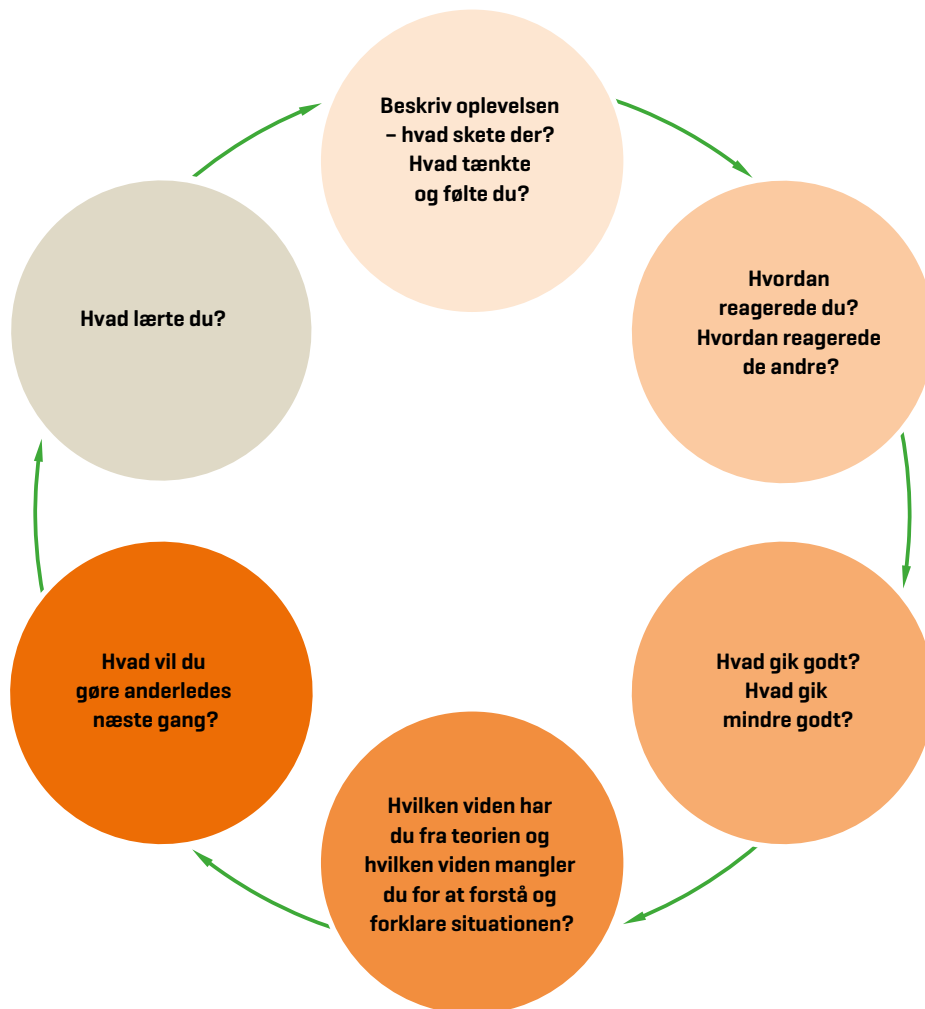 Beskriv oplevelsen
– hvad skete der?
Hvad tænkte
og følte du?
Hvordan
reagerede du?
Hvordan reagerede
de andre?
Hvad gik godt?
Hvad gik
mindre godt?
Hvilken viden har
du fra teorien og
hvilken viden mangler
du for at forstå og
forklare situationen?
Hvad vil du
gøre anderledes
næste gang?
Hvad lærte du?